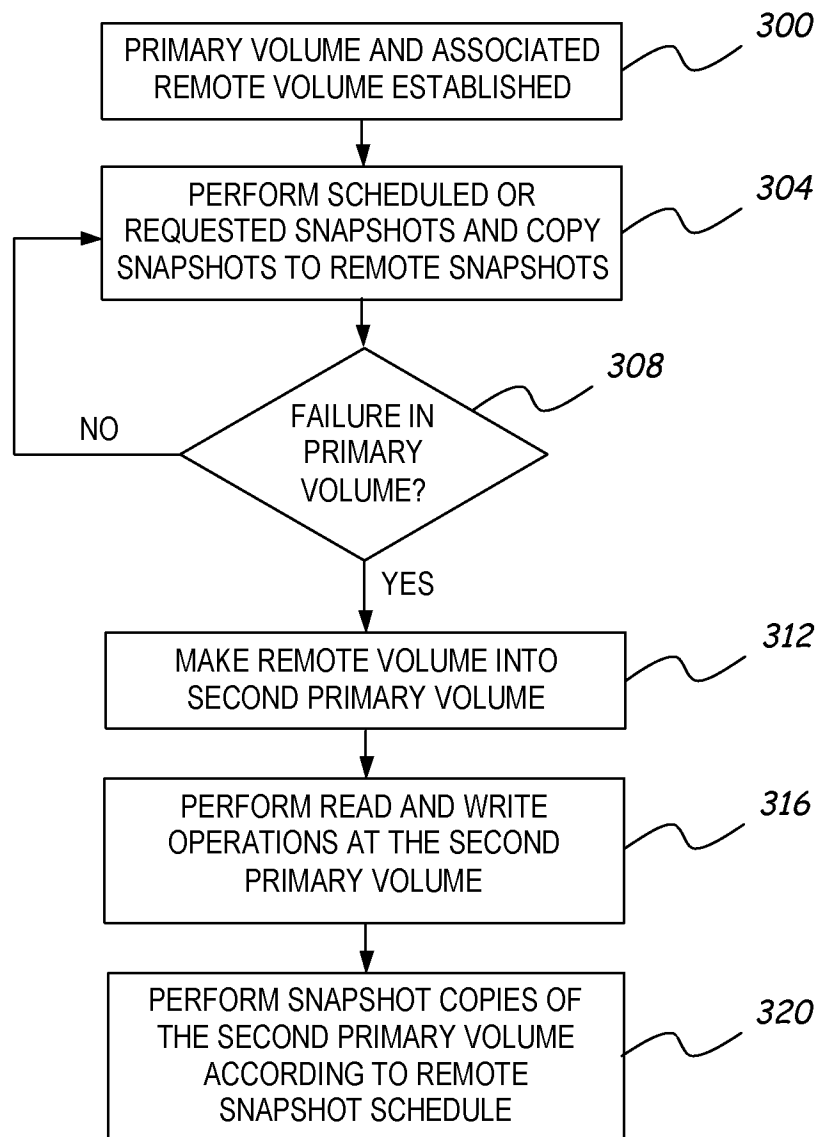 PRIMARY VOLUME AND ASSOCIATED
REMOTE VOLUME ESTABLISHED
300
PERFORM SCHEDULED OR
REQUESTED SNAPSHOTS AND COPY
SNAPSHOTS TO REMOTE SNAPSHOTS
304
FAILURE IN
PRIMARY
VOLUME?
308
NO
YES
MAKE REMOTE VOLUME INTO
SECOND PRIMARY VOLUME
312
PERFORM READ AND WRITE
OPERATIONS AT THE SECOND
PRIMARY VOLUME
316
PERFORM SNAPSHOT COPIES OF
THE SECOND PRIMARY VOLUME
ACCORDING TO REMOTE
SNAPSHOT SCHEDULE
320